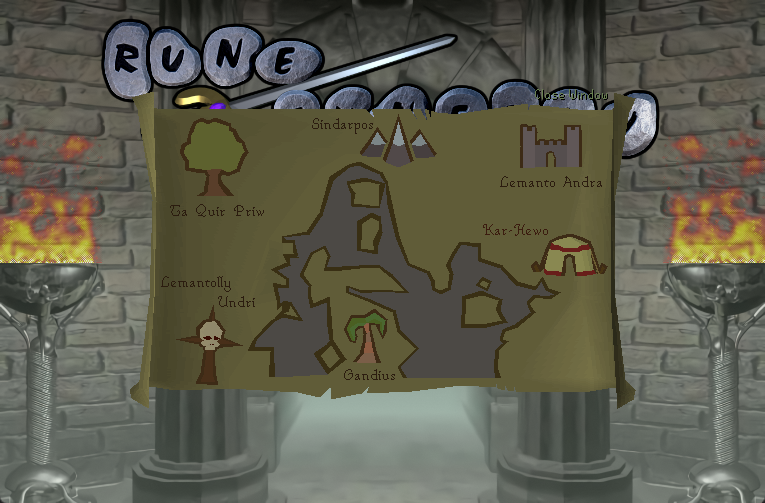 RUNE
Close Window
Sindarpos
Lemanto Andra
Ta Quir Priw
Kar-Hewo
Lemantolly
Undri
Gandius